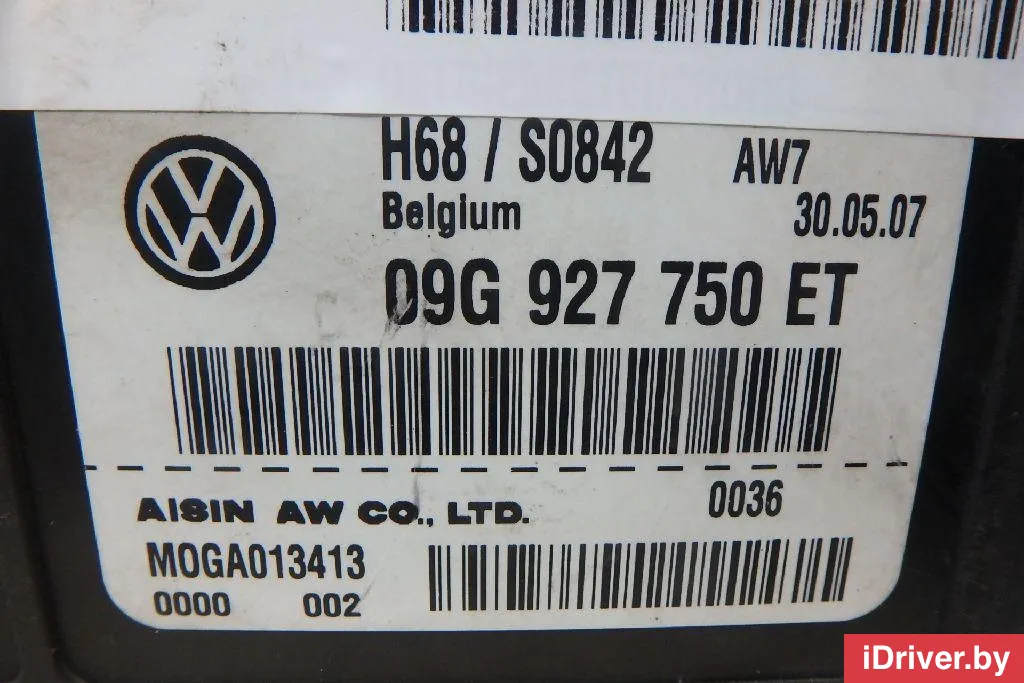 H68 / S0842 AW7
Belgium 30.05.07
09G 927 750 ET
AISIN AW CO., LTD. 0036
MOGA013413
0000 002
iDriver.by